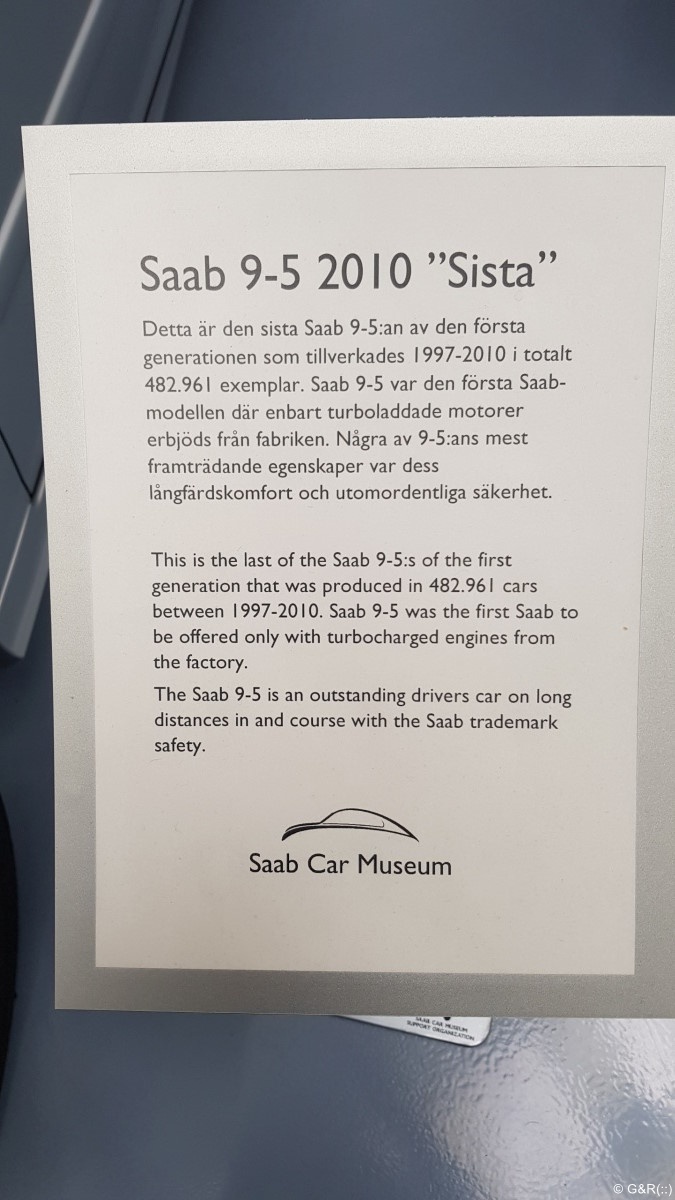 Saab 9-5 2010 ”Sista”
Detta är den sista Saab 9-5:an av den första
generationen som tillverkades 1997-2010 i totalt
482.961 exemplar. Saab 9-5 var den första Saab-
modellen där enbart turboladdade motorer
erbjöds från fabriken. Några av 9-5:ans mest
framträdande egenskaper var dess
långfärdskomfort och utomordentliga säkerhet.
This is the last of the Saab 9-5:s of the first
generation that was produced in 482.961 cars
between 1997-2010. Saab 9-5 was the first Saab to
be offered only with turbocharged engines from
the factory.
The Saab 9-5 is an outstanding drivers car on long
distances in and course with the Saab trademark
safety.
Saab Car Museum
SAAB CAR MUSEUM
SUPPORT ORGANIZATION
© G&R(::)